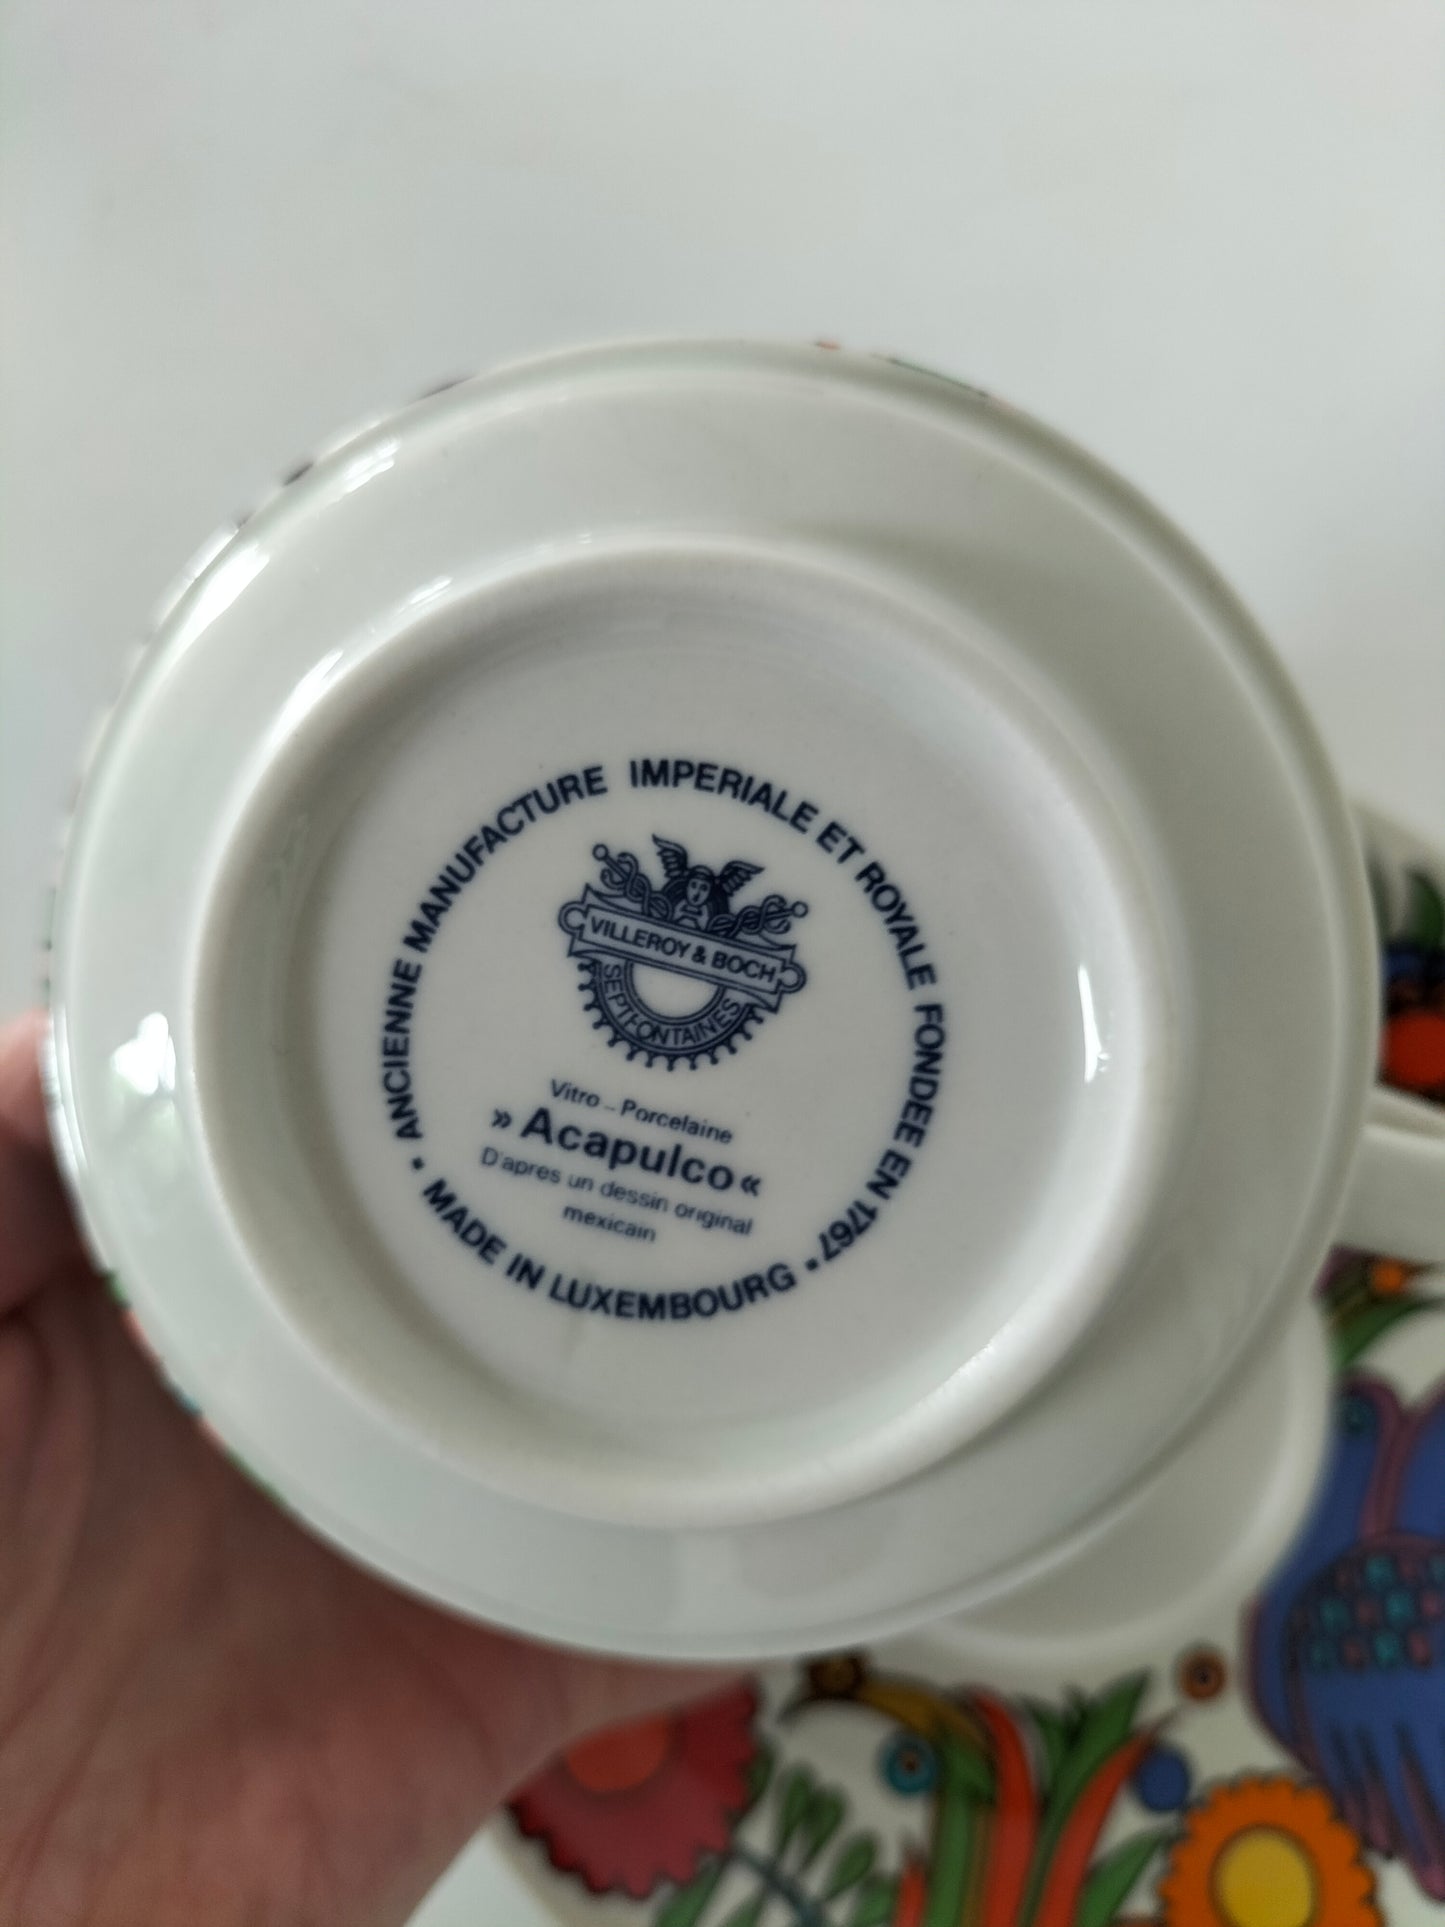 ANCIENNE MANUFACTURE IMPERIALE ET ROYALE FONDEE EN 1767 ▪
VILLEROY & BOCH
SEPTFONTAINES
Vitro - Porcelaine
» Acapulco «
D'apres un dessin original
mexicain
▪ MADE IN LUXEMBOURG